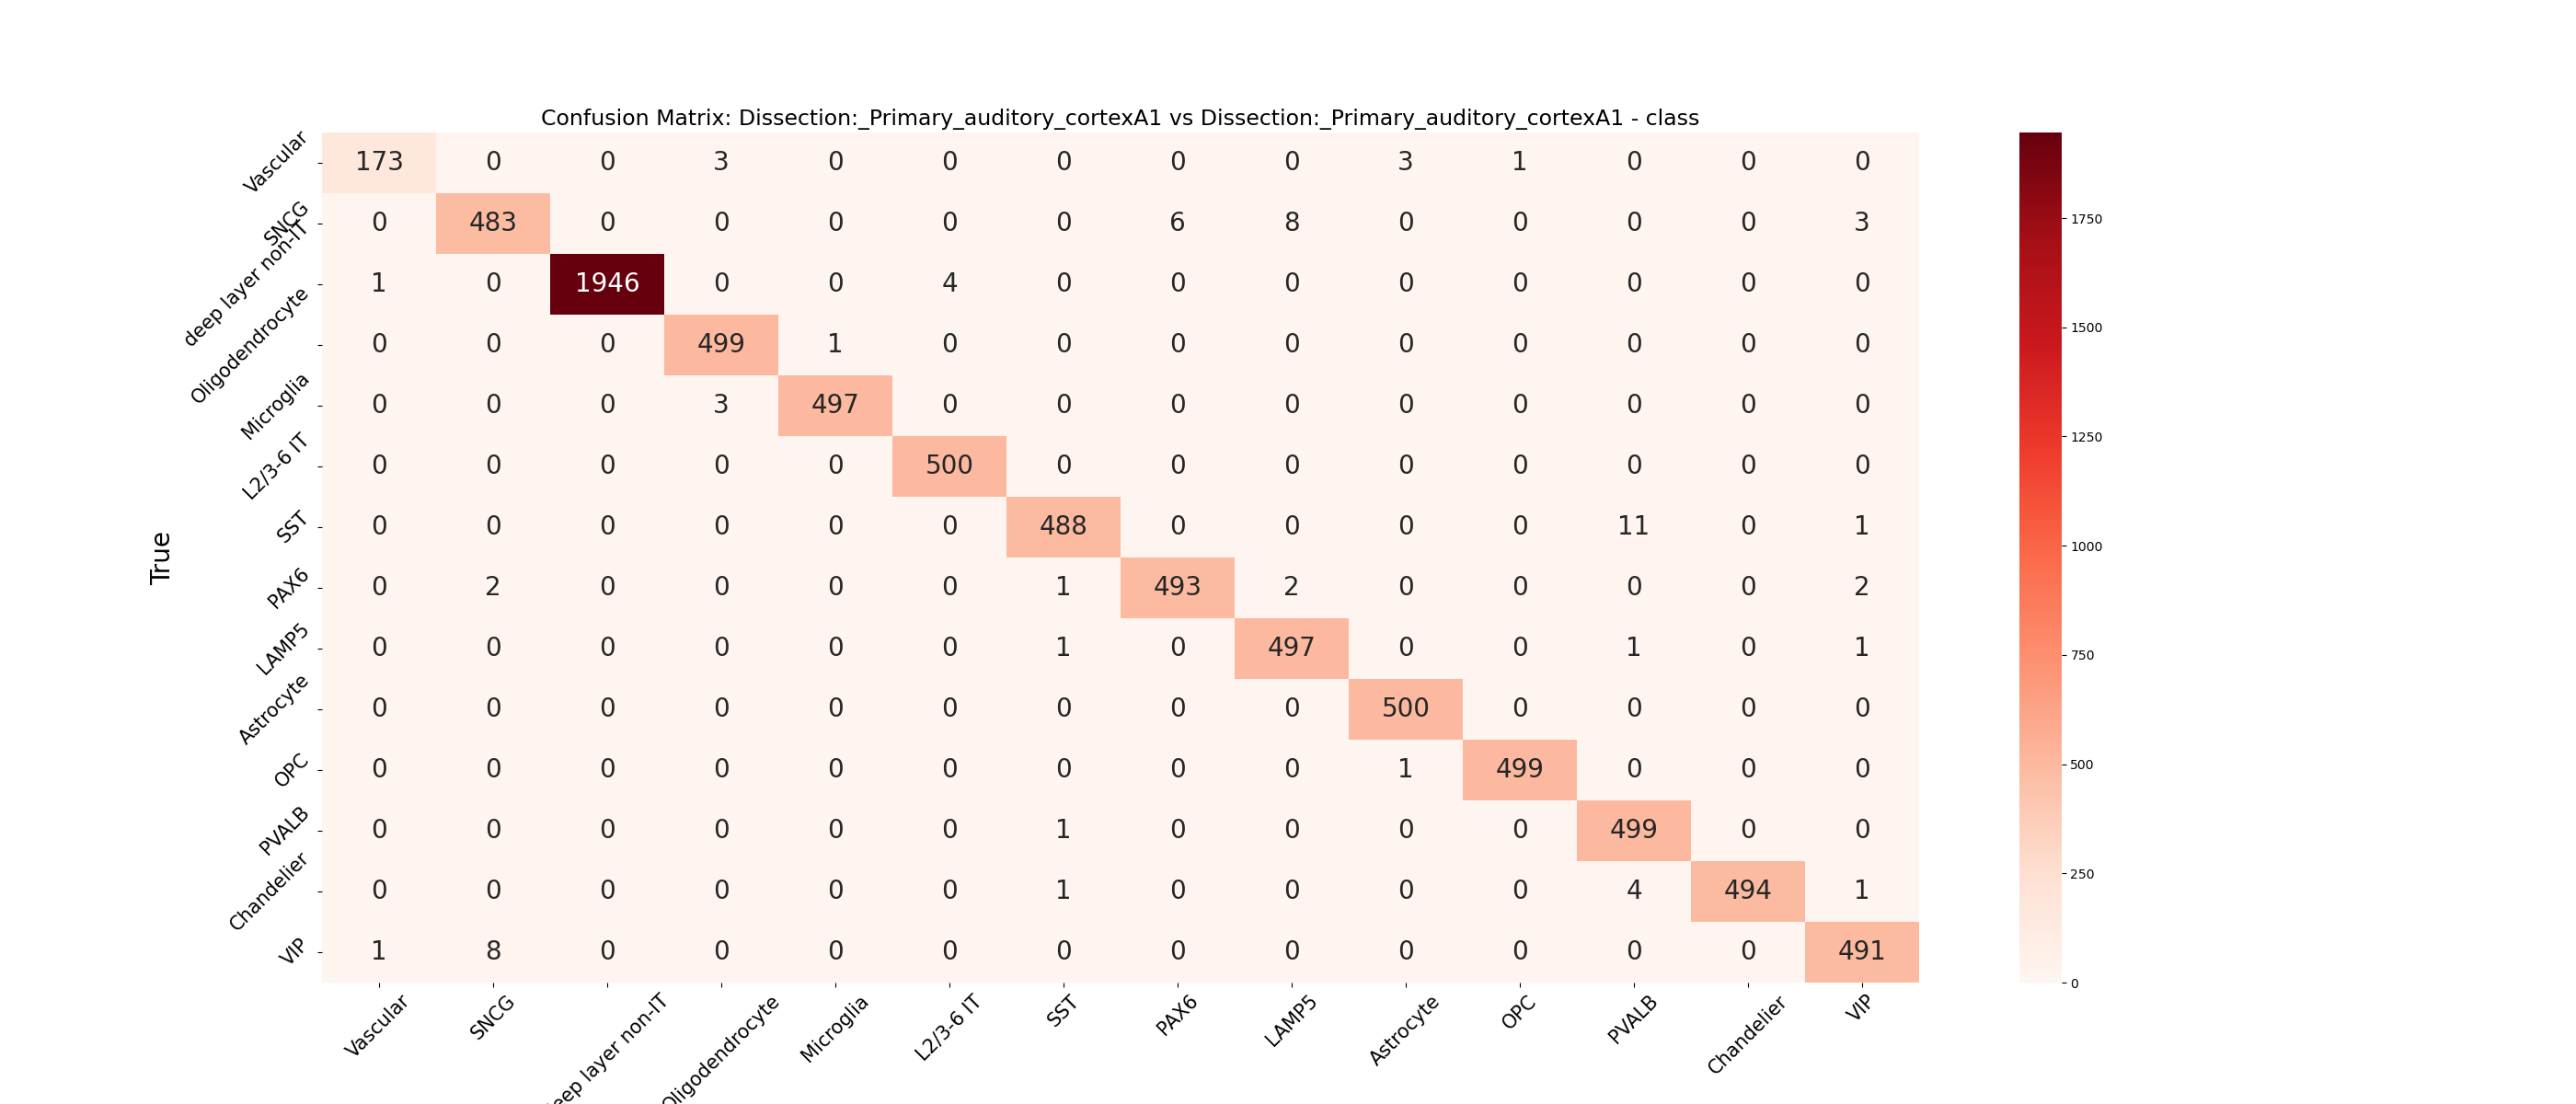 Confusion Matrix: Dissection:_Primary_auditory_cortexA1 vs Dissection:_Primary_auditory_cortexA1 - class
Vascular 173 0 0 3 0 0 0 0 0 3 1 0 0 0
SNCG 0 483 0 0 0 0 0 6 8 0 0 0 0 3
deep layer non-IT 1 0 1946 0 0 4 0 0 0 0 0 0 0 0
Oligodendrocyte 0 0 0 499 1 0 0 0 0 0 0 0 0 0
Microglia 0 0 0 3 497 0 0 0 0 0 0 0 0 0
L2/3-6 IT 0 0 0 0 0 500 0 0 0 0 0 0 0 0
SST 0 0 0 0 0 0 488 0 0 0 0 11 0 1
PAX6 0 2 0 0 0 0 1 493 2 0 0 0 0 2
LAMP5 0 0 0 0 0 0 1 0 497 0 0 1 0 1
Astrocyte 0 0 0 0 0 0 0 0 0 500 0 0 0 0
OPC 0 0 0 0 0 0 0 0 0 1 499 0 0 0
PVALB 0 0 0 0 0 0 1 0 0 0 0 499 0 0
Chandelier 0 0 0 0 0 0 1 0 0 0 0 4 494 1
VIP 1 8 0 0 0 0 0 0 0 0 0 0 0 491
True
Vascular SNCG eep layer non-IT Oligodendrocyte Microglia L2/3-6 IT SST PAX6 LAMP5 Astrocyte OPC PVALB Chandelier VIP
1750
1500
1250
1000
750
500
250
0